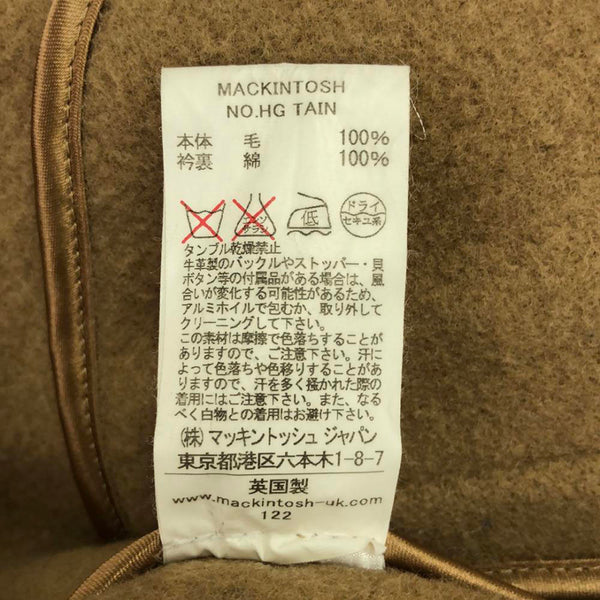 MACKINTOSH
NO.HG TAIN
本体 毛 100%
衿裏 綿 100%
エンソ
サラシ
低
ドライ
セキユ系
タンブル乾燥禁止
牛革製のバックルやストッパー・貝
ボタン等の付属品がある場合は、風
合いが変化する可能性があるため、
アルミホイルで包むか、取り外して
クリーニングして下さい。
この素材は摩擦で色落ちすることが
ありますので、ご注意下さい。汗に
よって色落ちや色移りすることがあ
りますので、汗を多く掻かれた際の
着用にはご注意下さい。また、なる
べく白物との着用はお避け下さい。
(株)マッキントッシュ ジャパン
東京都港区六本木1-8-7
英国製
www.mackintosh-uk.com
122